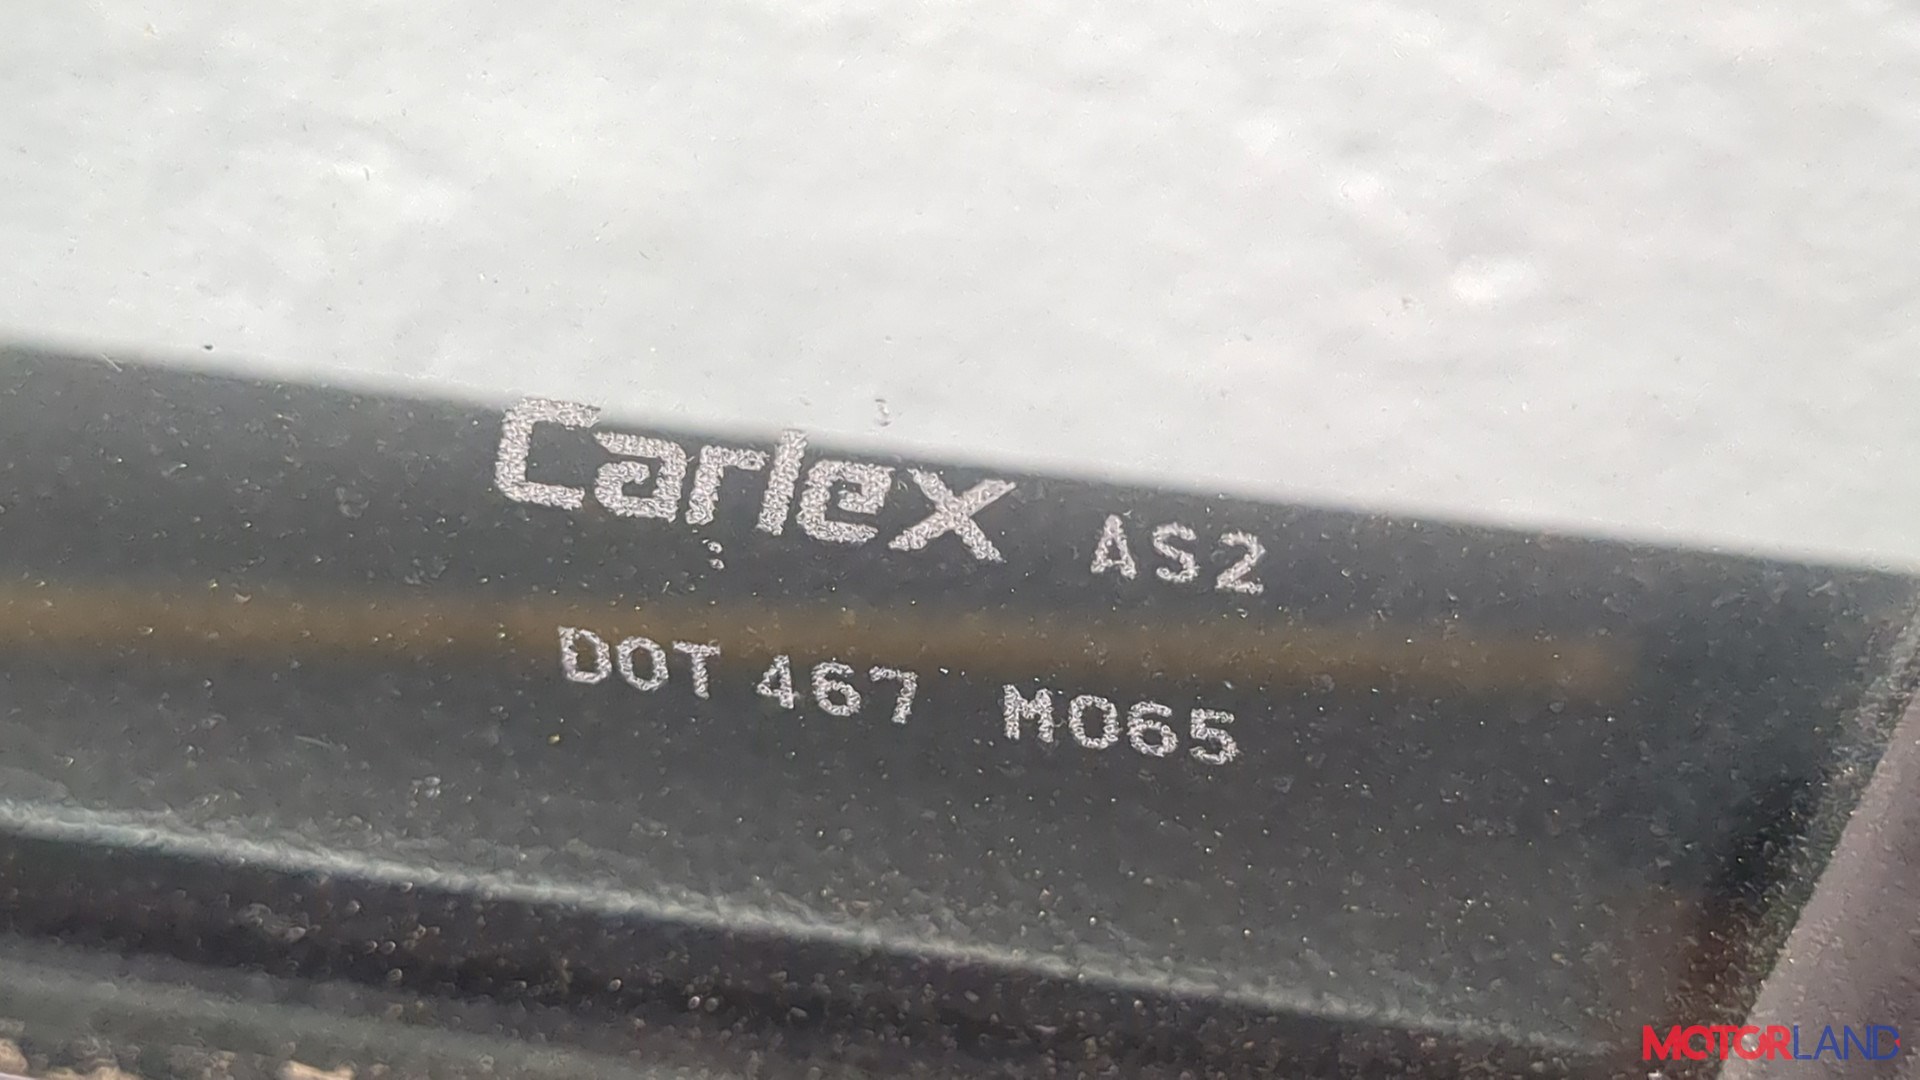 Carlex AS2
DOT 467 M065
MOTORLAND